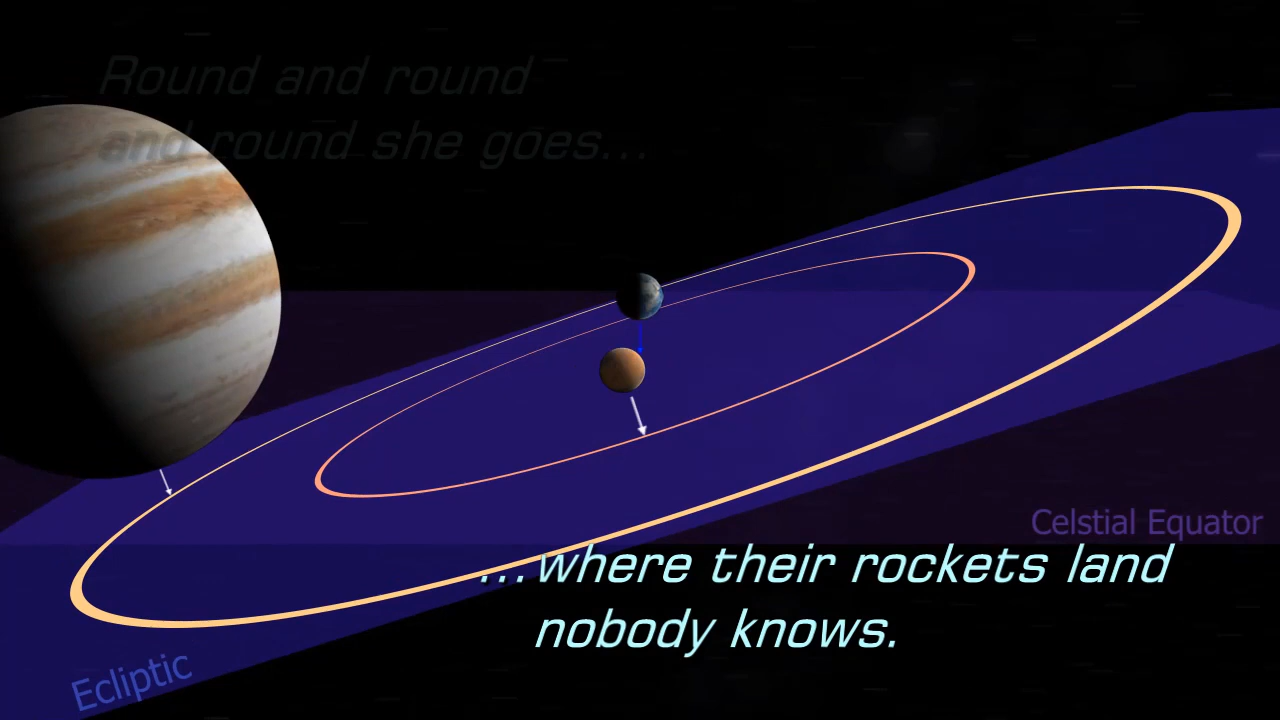 Round and round
and round she goes...
Celstial Equator
...where their rockets land
nobody knows.
Ecliptic